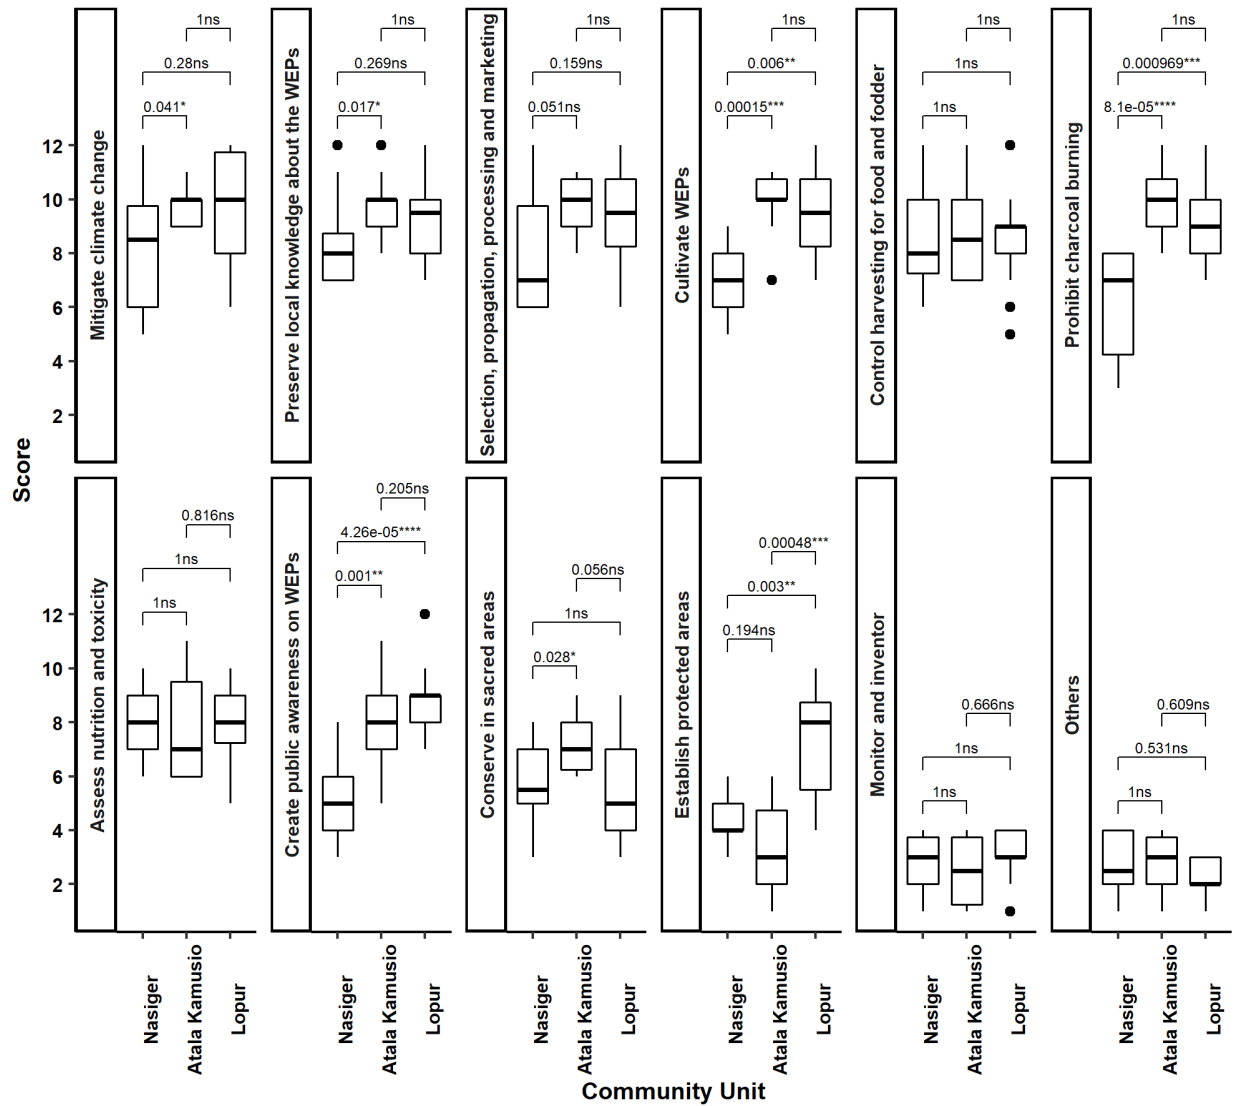 Score
12
10
8
6
4
2
Mitigate climate change
0.041*
0.28ns
1ns
Preserve local knowledge about the WEPs
0.017*
0.269ns
1ns
Selection, propagation, processing and marketing
0.051ns
0.159ns
1ns
Cultivate WEPs
0.00015***
0.006**
1ns
Control harvesting for food and fodder
1ns
1ns
1ns
Prohibit charcoal burning
8.1e-05****
0.000969***
1ns
12
10
8
6
4
2
Assess nutrition and toxicity
1ns
1ns
0.816ns
Create public awareness on WEPs
0.001**
4.26e-05****
0.205ns
Conserve in sacred areas
0.028*
1ns
0.056ns
Establish protected areas
0.194ns
0.003**
0.00048***
Monitor and inventor
1ns
1ns
0.666ns
Others
1ns
0.531ns
0.609ns
Nasiger
Atala Kamusio
Lopur
Nasiger
Atala Kamusio
Lopur
Nasiger
Atala Kamusio
Lopur
Nasiger
Atala Kamusio
Lopur
Nasiger
Atala Kamusio
Lopur
Nasiger
Atala Kamusio
Lopur
Community Unit